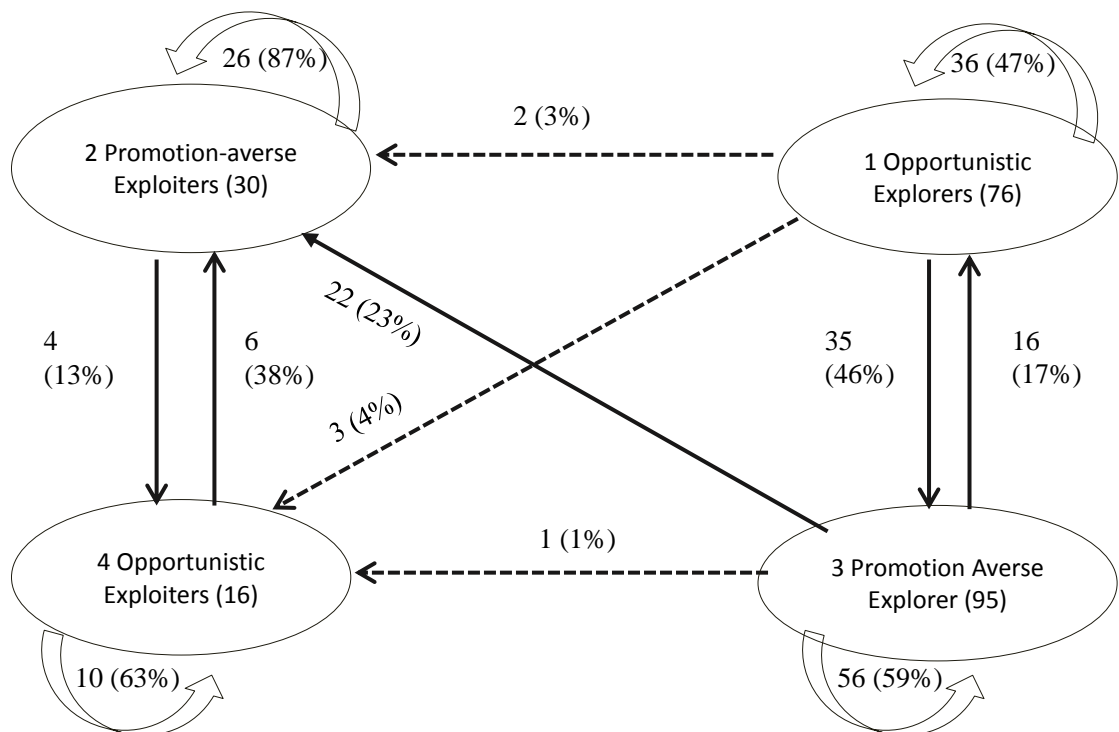 26 (87%)
36 (47%)
2 (3%)
2 Promotion-averse
Exploiters (30)
1 Opportunistic
Explorers (76)
22 (23%)
4
(13%)
6
(38%)
35
(46%)
16
(17%)
3 (4%)
1 (1%)
4 Opportunistic
Exploiters (16)
3 Promotion Averse
Explorer (95)
10 (63%)
56 (59%)